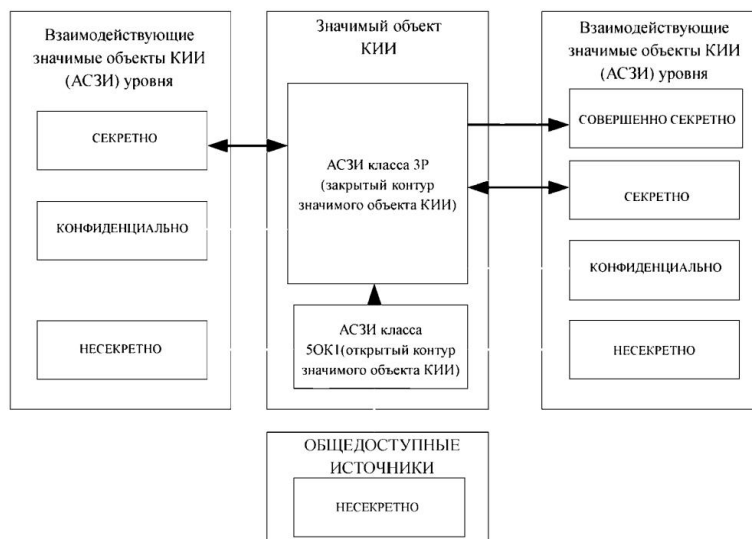 Взаимодействующие
значимые объекты КИИ
(АСЗИ) уровня
СЕКРЕТНО
КОНФИДЕНЦИАЛЬНО
НЕСЕКРЕТНО
Значимый объект
КИИ
АСЗИ класса 3Р
(закрытый контур
значимого объекта КИИ)
АСЗИ класса
5ОК1(открытый контур
значимого объекта КИИ)
ОБЩЕДОСТУПНЫЕ
ИСТОЧНИКИ
НЕСЕКРЕТНО
Взаимодействующие
значимые объекты КИИ
(АСЗИ) уровня
СОВЕРШЕННО СЕКРЕТНО
СЕКРЕТНО
КОНФИДЕНЦИАЛЬНО
НЕСЕКРЕТНО